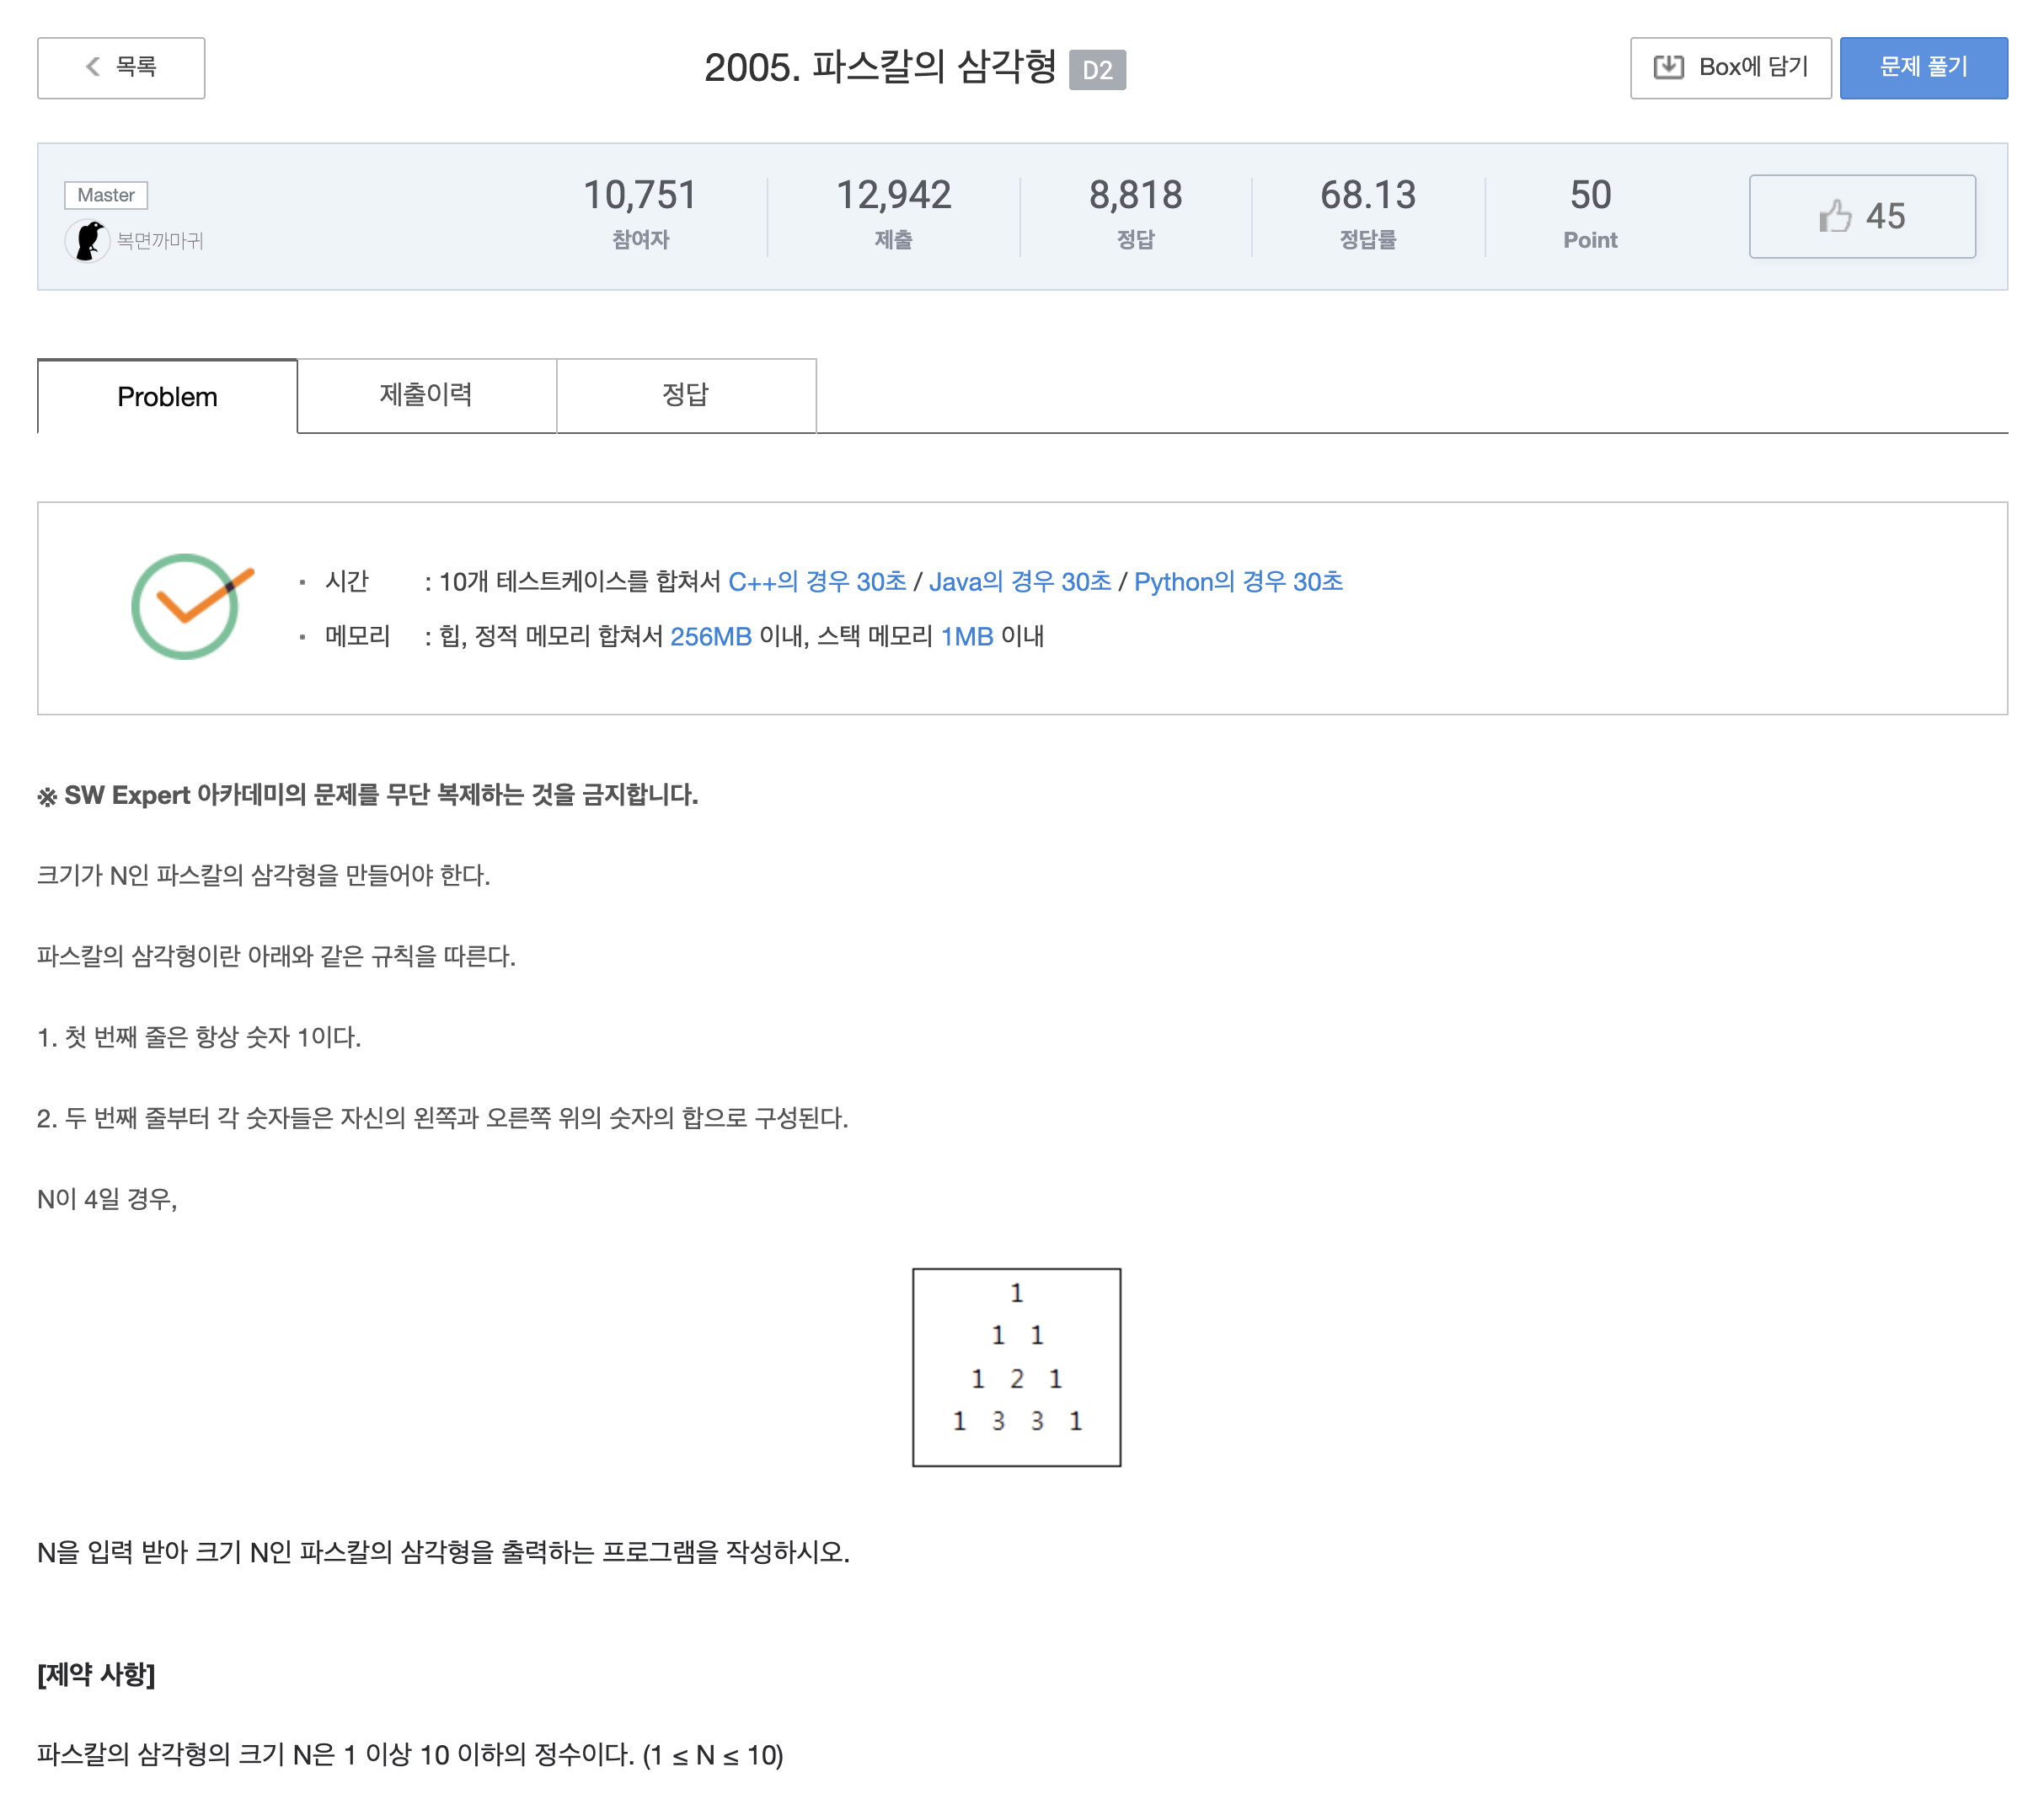 목록
2005. 파스칼의 삼각형 D2
Box에 담기
문제 풀기
Master
복면까마귀
10,751
참여자
12,942
제출
8,818
정답
68.13
정답률
50
Point
45
Problem
제출이력
정답
· 시간 : 10개 테스트케이스를 합쳐서 C++의 경우 30초 / Java의 경우 30초 / Python의 경우 30초
· 메모리 : 힙, 정적 메모리 합쳐서 256MB 이내, 스택 메모리 1MB 이내
※ SW Expert 아카데미의 문제를 무단 복제하는 것을 금지합니다.
크기가 N인 파스칼의 삼각형을 만들어야 한다.
파스칼의 삼각형이란 아래와 같은 규칙을 따른다.
1. 첫 번째 줄은 항상 숫자 1이다.
2. 두 번째 줄부터 각 숫자들은 자신의 왼쪽과 오른쪽 위의 숫자의 합으로 구성된다.
N이 4일 경우,
1
1 1
1 2 1
1 3 3 1
N을 입력 받아 크기 N인 파스칼의 삼각형을 출력하는 프로그램을 작성하시오.
[제약 사항]
파스칼의 삼각형의 크기 N은 1 이상 10 이하의 정수이다. (1 ≤ N ≤ 10)